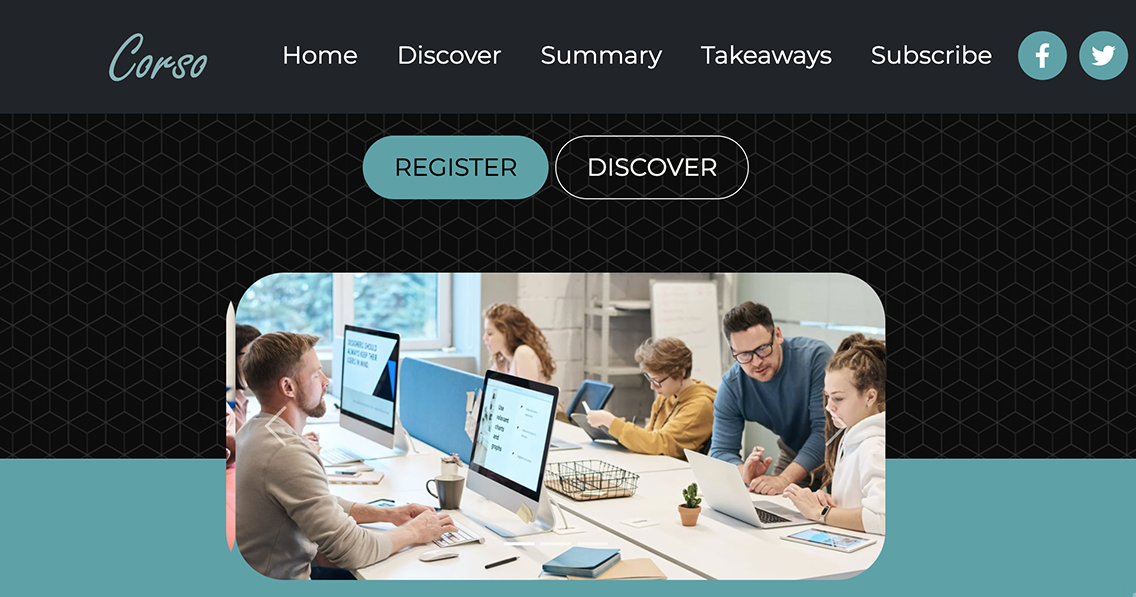 Corso
Home
Discover
Summary
Takeaways
Subscribe
REGISTER
DISCOVER
DESIGNERS SHOULD
ALWAYS KEEP THEIR
USERS IN MIND.
Use
relevant
charts
and
graphs